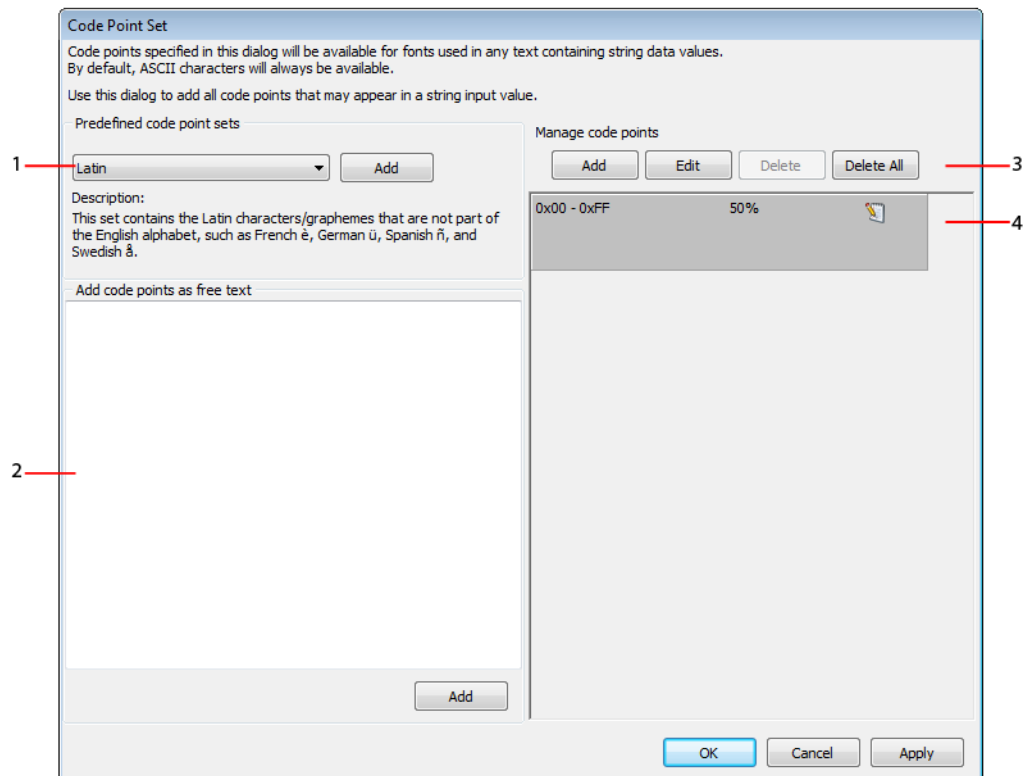 Code Point Set
Code points specified in this dialog will be available for fonts used in any text containing string data values.
By default, ASCII characters will always be available.
Use this dialog to add all code points that may appear in a string input value.
Predefined code point sets
1
Latin
Add
Description:
This set contains the Latin characters/graphemes that are not part of
the English alphabet, such as French è, German ü, Spanish ñ, and
Swedish å.
Add code points as free text
2
Add
Manage code points
Add Edit Delete Delete All
3
0x00 - 0xFF 50%
4
OK Cancel Apply